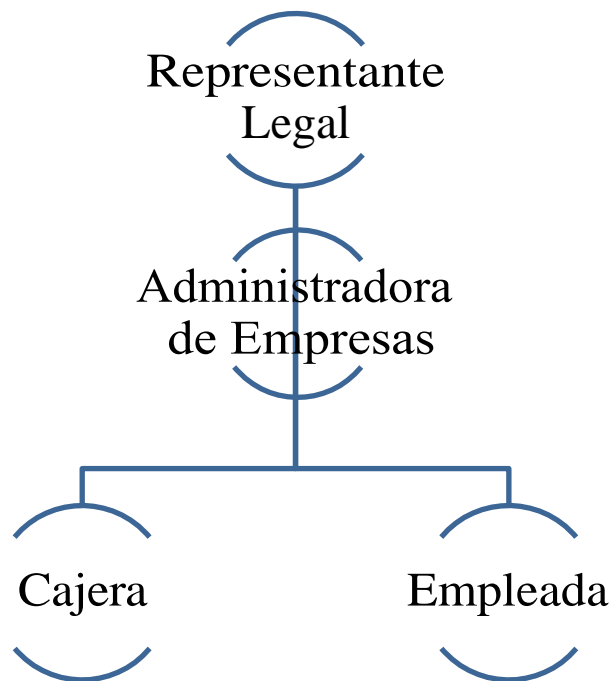 Representante
Legal
Administradora
de Empresas
Cajera
Empleada